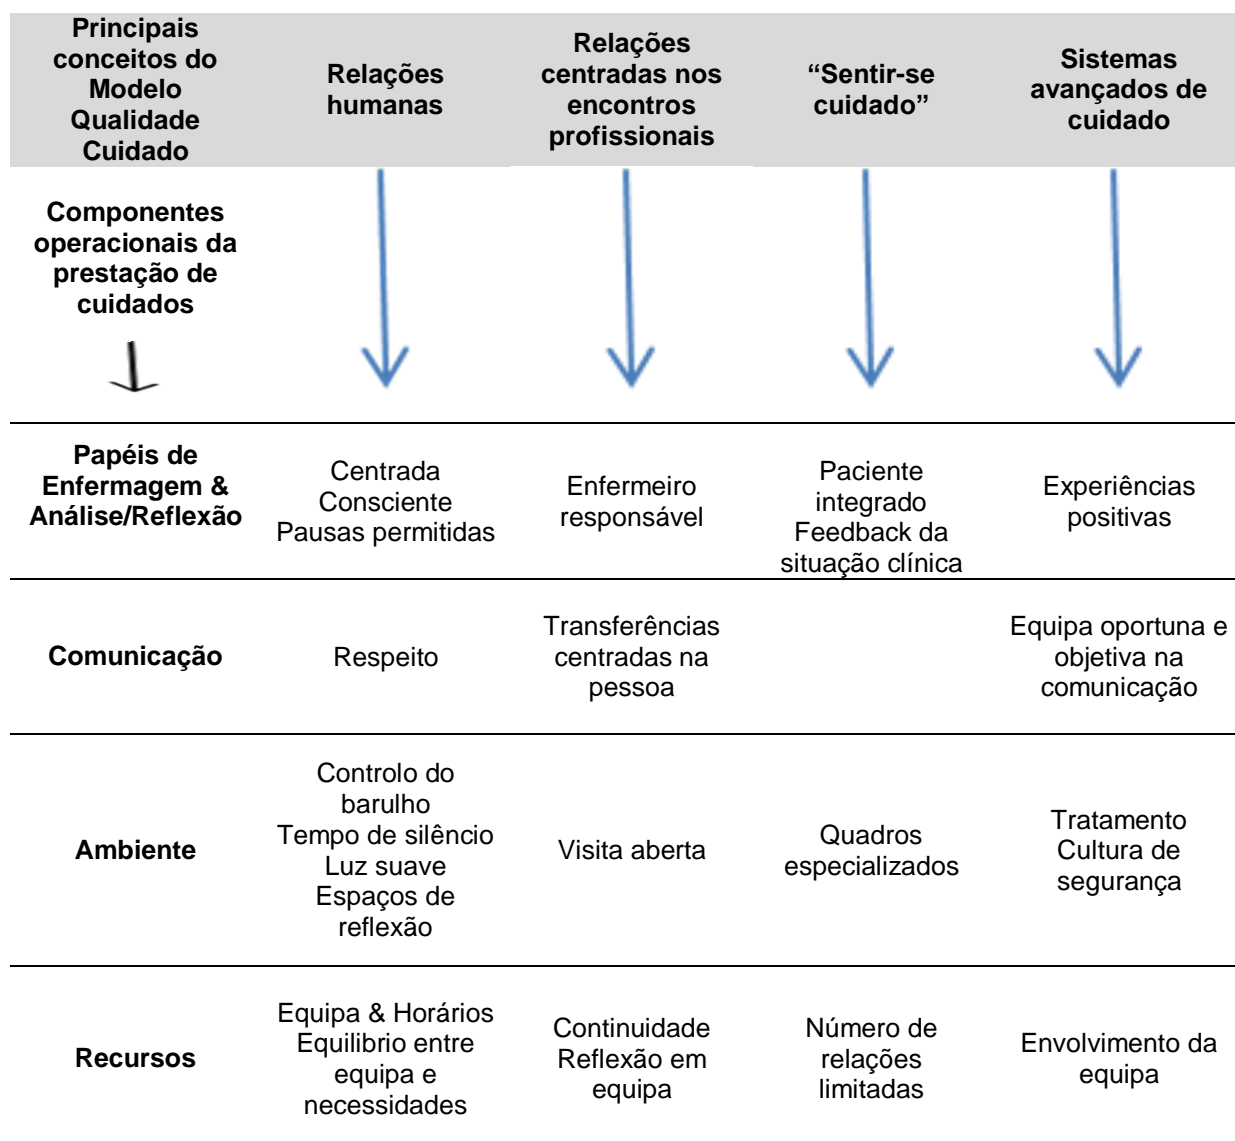 Principais
conceitos do
Modelo
Qualidade
Cuidado
Relações
humanas
Relações
centradas nos
encontros
profissionais
“Sentir-se
cuidado”
Sistemas
avançados de
cuidado
Componentes
operacionais da
prestação de
cuidados
Papéis de
Enfermagem &
Análise/Reflexão
Centrada
Consciente
Pausas permitidas
Enfermeiro
responsável
Paciente
integrado
Feedback da
situação clínica
Experiências
positivas
Comunicação
Respeito
Transferências
centradas na
pessoa
Equipa oportuna e
objetiva na
comunicação
Ambiente
Controlo do
barulho
Tempo de silêncio
Luz suave
Espaços de
reflexão
Visita aberta
Quadros
especializados
Tratamento
Cultura de
segurança
Recursos
Equipa & Horários
Equilibrio entre
equipa e
necessidades
Continuidade
Reflexão em
equipa
Número de
relações
limitadas
Envolvimento da
equipa